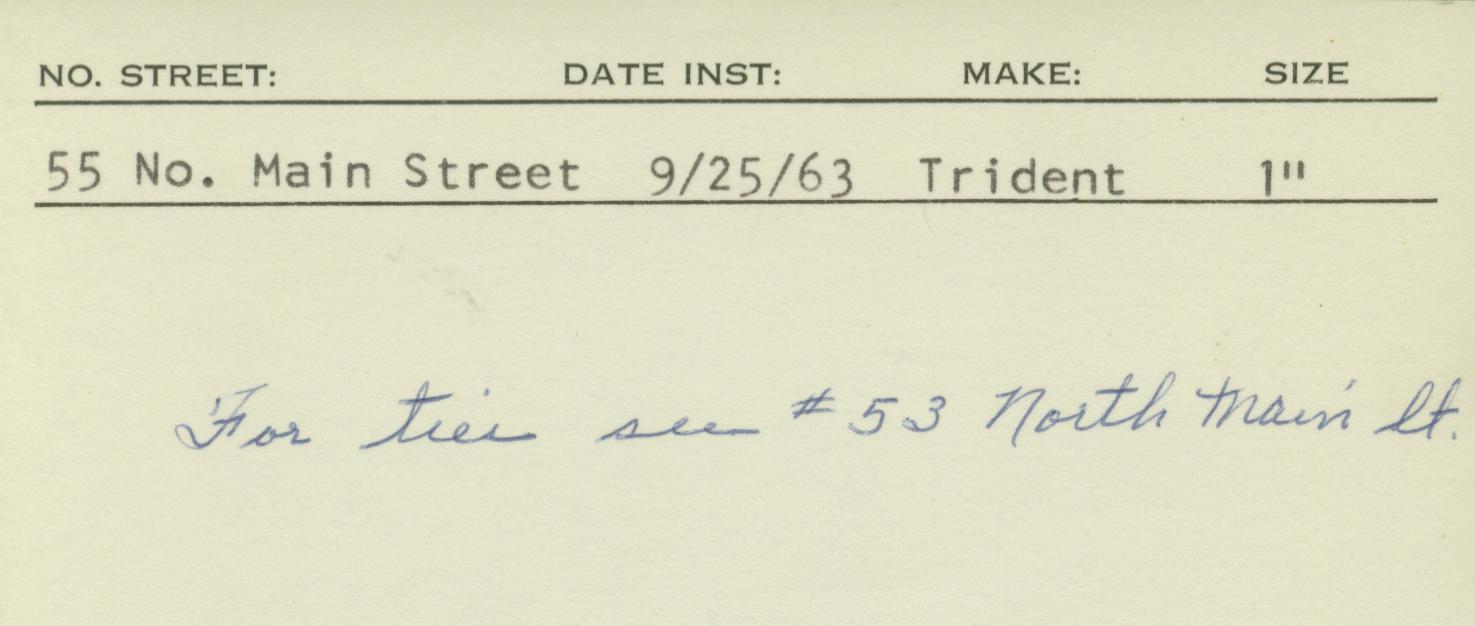 NO. STREET: DATE INST: MAKE: SIZE
55 No. Main Street 9/25/63 Trident 1"
For ties see # 53 North Main St.